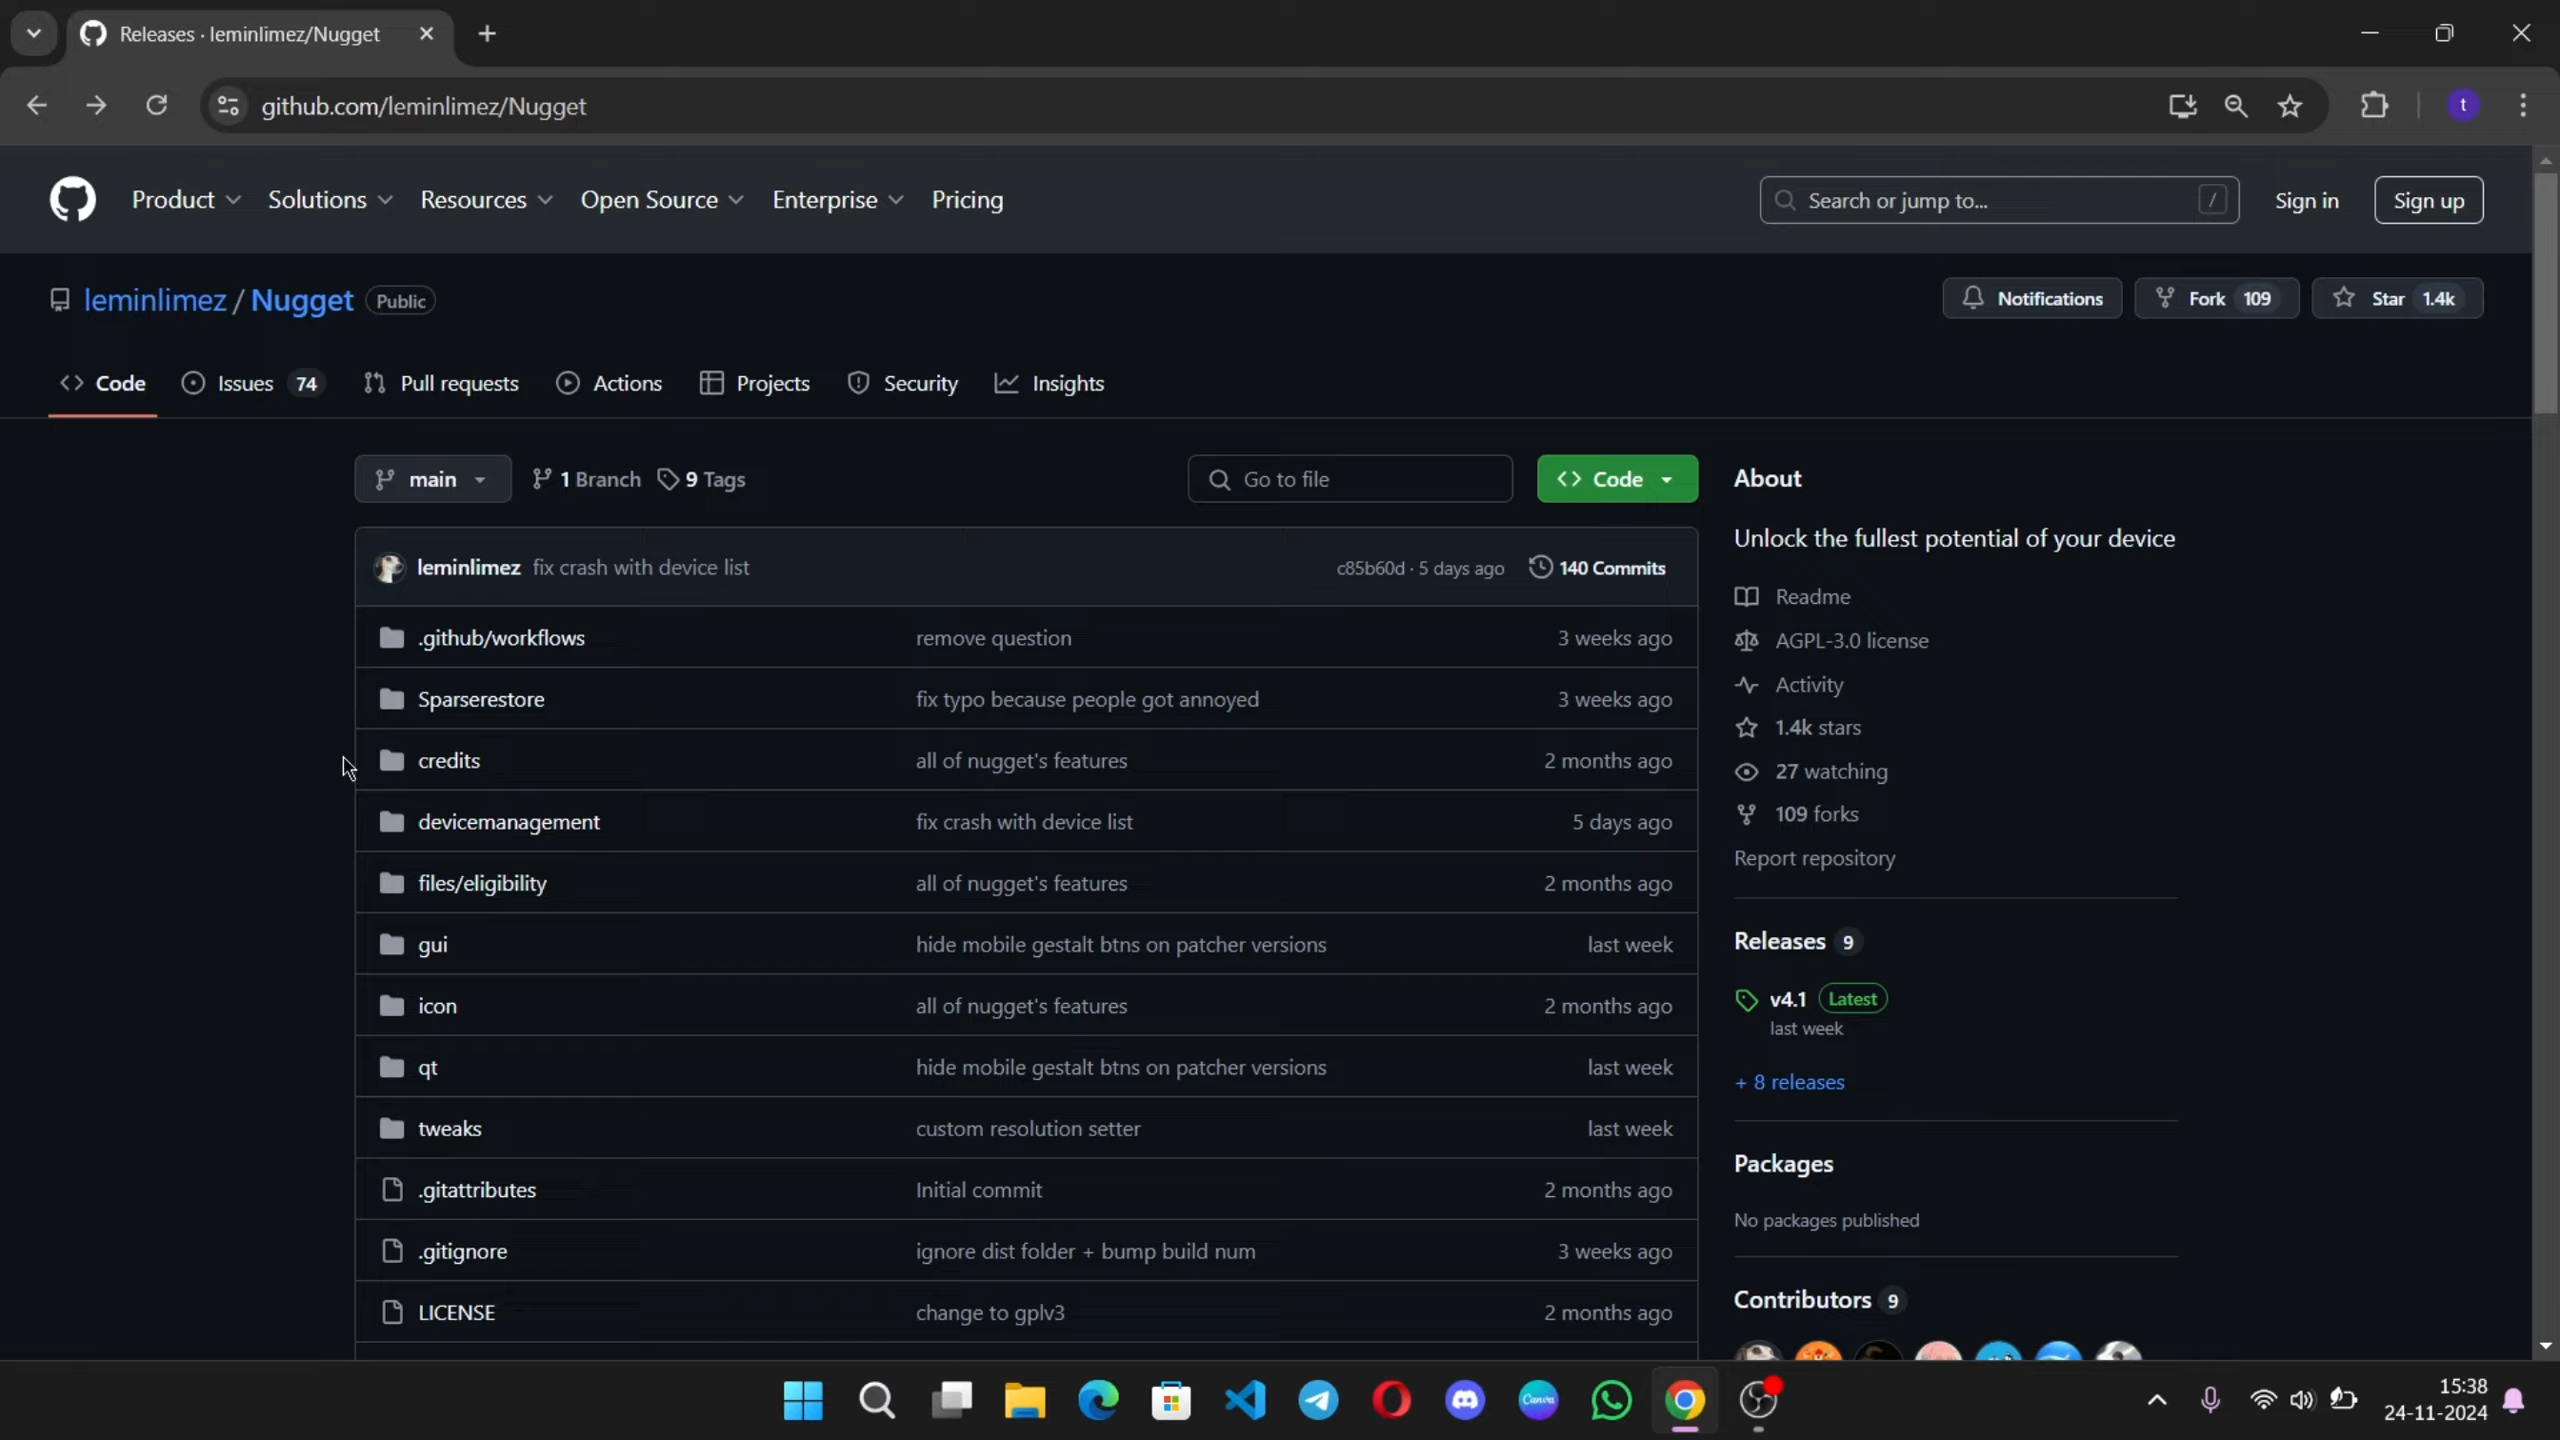 Releases · leminlimez/Nugget
github.com/leminlimez/Nugget
t
Product Solutions Resources Open Source Enterprise Pricing
Search or jump to... /
Sign in
Sign up
leminlimez / Nugget Public
Notifications
Fork 109
Star 1.4k
Code Issues 74 Pull requests Actions Projects Security Insights
main 1 Branch 9 Tags
Go to file
Code
leminlimez fix crash with device list c85b60d · 5 days ago 140 Commits
.github/workflows remove question 3 weeks ago
Sparserestore fix typo because people got annoyed 3 weeks ago
credits all of nugget's features 2 months ago
devicemanagement fix crash with device list 5 days ago
files/eligibility all of nugget's features 2 months ago
gui hide mobile gestalt btns on patcher versions last week
icon all of nugget's features 2 months ago
qt hide mobile gestalt btns on patcher versions last week
tweaks custom resolution setter last week
.gitattributes Initial commit 2 months ago
.gitignore ignore dist folder + bump build num 3 weeks ago
LICENSE change to gplv3 2 months ago
About
Unlock the fullest potential of your device
Readme
AGPL-3.0 license
Activity
1.4k stars
27 watching
109 forks
Report repository
Releases 9
v4.1 Latest
last week
+ 8 releases
Packages
No packages published
Contributors 9
Canva
15:38
24-11-2024